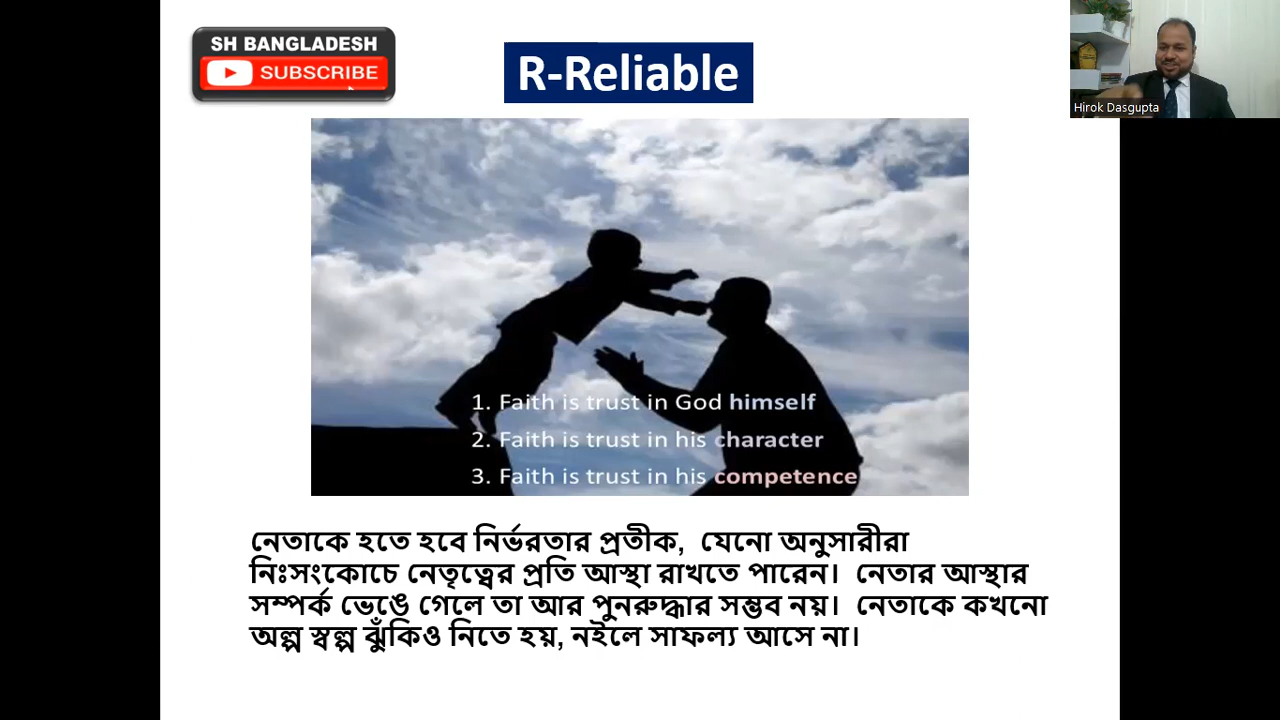 SH BANGLADESH
SUBSCRIBE
R-Reliable
Hirok Dasgupta
1. Faith is trust in God himself
2. Faith is trust in his character
3. Faith is trust in his competence
নেতাকে হতে হবে নির্ভরতার প্রতীক, যেনো অনুসারীরা
নিঃসংকোচে নেতৃত্বের প্রতি আস্থা রাখতে পারেন। নেতার আস্থার
সম্পর্ক ভেঙে গেলে তা আর পুনরুদ্ধার সম্ভব নয়। নেতাকে কখনো
অল্প স্বল্প ঝুঁকিও নিতে হয়, নইলে সাফল্য আসে না।